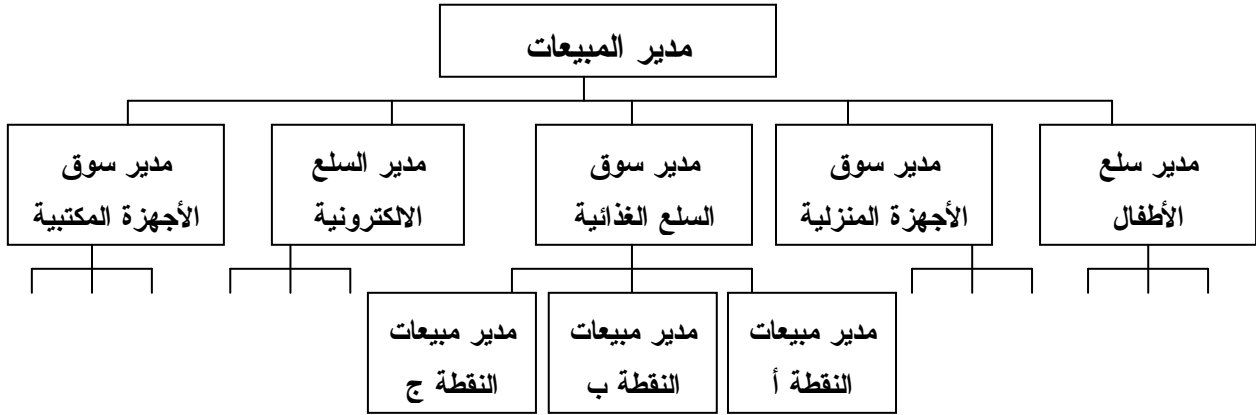 مدير المبيعات
مدير سلع
الأطفال
مدير سوق
الأجهزة المنزلية
مدير سوق
السلع الغذائية
مدير السلع
الالكترونية
مدير سوق
الأجهزة المكتبية
مدير مبيعات
النقطة أ
مدير مبيعات
النقطة ب
مدير مبيعات
النقطة ج